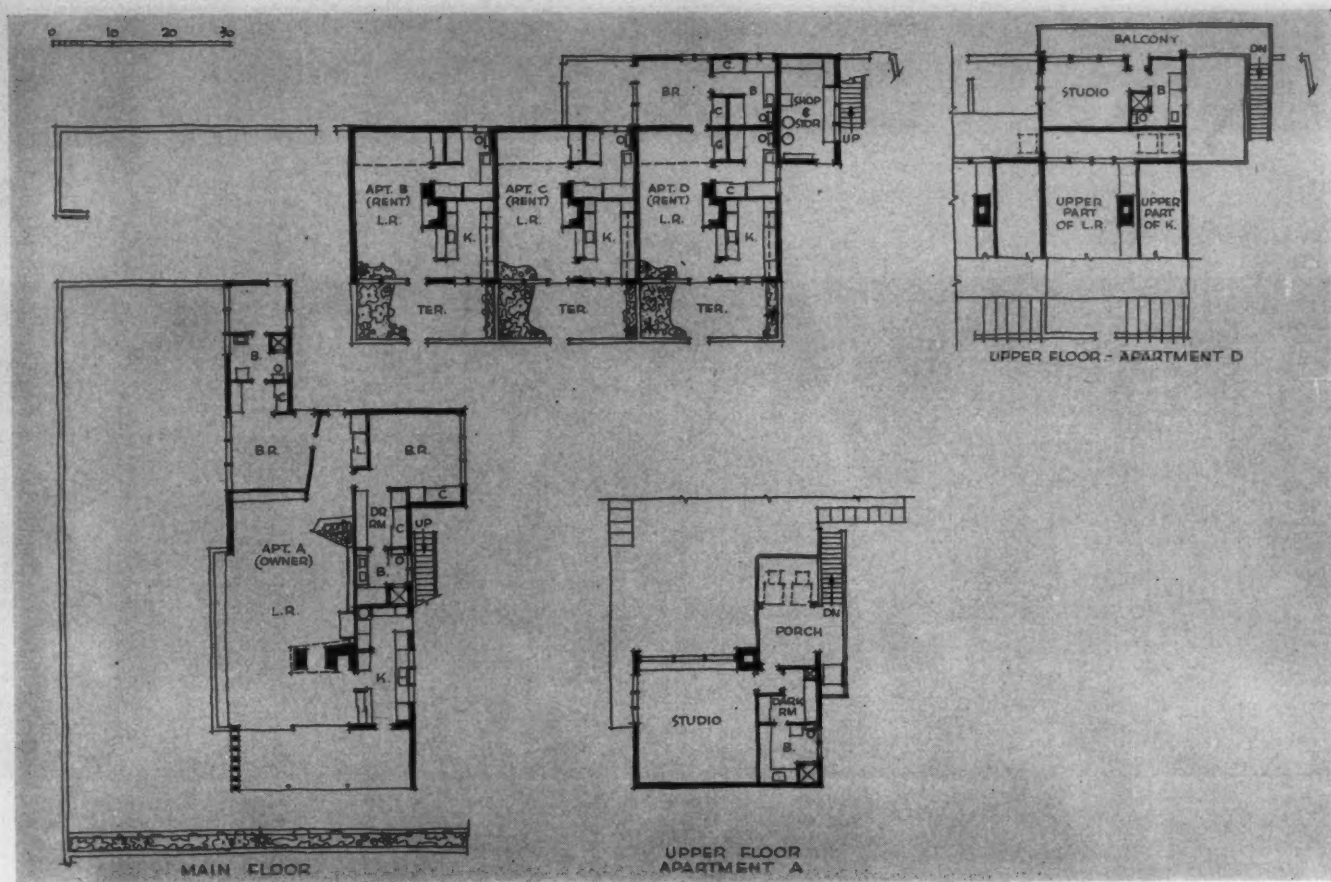 0 10 20 30
BALCONY
DN
STUDIO
B
UPPER
PART
OF L.R.
UPPER
PART
OF K.
UPPER FLOOR - APARTMENT D
B.R.
C
B
C
C
SHOP
&
STOR
UP
APT. B
(RENT)
L.R.
K.
APT. C
(RENT)
L.R.
K.
APT. D
(RENT)
L.R.
C
K.
TER.
TER.
TER.
B.
C
B.R.
L.
B.R.
C
DR
RM
C
UP
APT. A
(OWNER)
B.
L.R.
K.
MAIN FLOOR
DN
PORCH
STUDIO
DARK
RM
B.
UPPER FLOOR
APARTMENT A